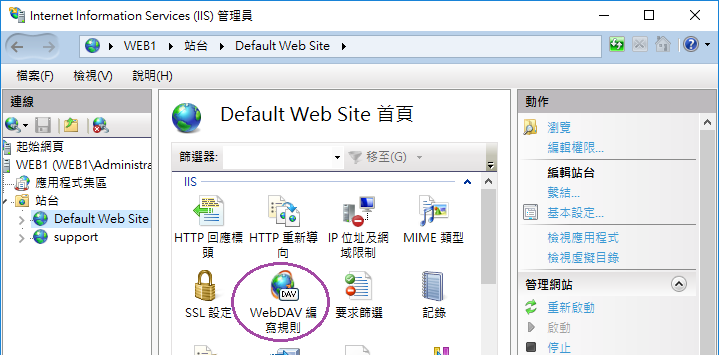 Internet Information Services (IIS) 管理員
WEB1 站台 Default Web Site
檔案(F) 檢視(V) 說明(H)
連線
起始網頁
WEB1 (WEB1\Administra
應用程式集區
站台
Default Web Site
support
Default Web Site 首頁
篩選器: 移至(G)
IIS
HTTP 回應標
頭
HTTP 重新導
向
IP 位址及網
域限制
MIME 類型
SSL 設定
WebDAV 編
寫規則
要求篩選
記錄
動作
瀏覽
編輯權限...
編輯站台
繫結...
基本設定...
檢視應用程式
檢視虛擬目錄
管理網站
重新啟動
啟動
停止